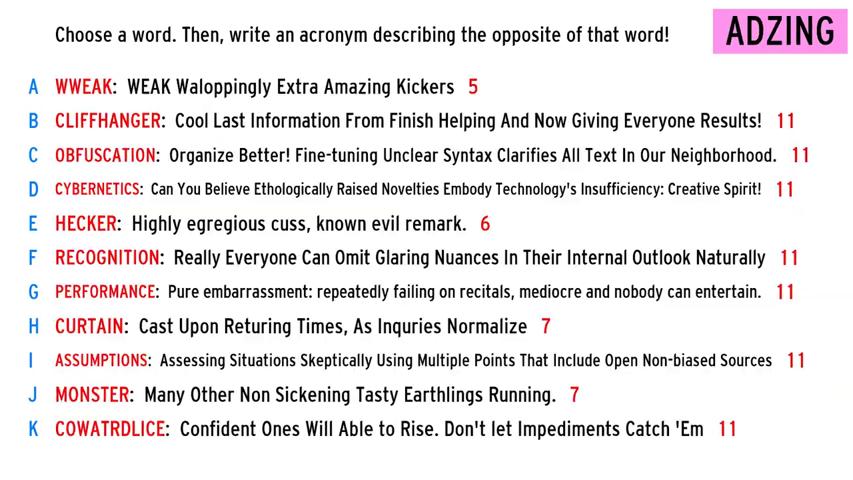 Choose a word. Then, write an acronym describing the opposite of that word!
ADZING
A WWEAK: WEAK Waloppingly Extra Amazing Kickers 5
B CLIFFHANGER: Cool Last Information From Finish Helping And Now Giving Everyone Results! 11
C OBFUSCATION: Organize Better! Fine-tuning Unclear Syntax Clarifies All Text In Our Neighborhood. 11
D CYBERNETICS: Can You Believe Ethologically Raised Novelties Embody Technology's Insufficiency: Creative Spirit! 11
E HECKER: Highly egregious cuss, known evil remark. 6
F RECOGNITION: Really Everyone Can Omit Glaring Nuances In Their Internal Outlook Naturally 11
G PERFORMANCE: Pure embarrassment: repeatedly failing on recitals, mediocre and nobody can entertain. 11
H CURTAIN: Cast Upon Returing Times, As Inquries Normalize 7
I ASSUMPTIONS: Assessing Situations Skeptically Using Multiple Points That Include Open Non-biased Sources 11
J MONSTER: Many Other Non Sickening Tasty Earthlings Running. 7
K COWATRDLICE: Confident Ones Will Able to Rise. Don't let Impediments Catch 'Em 11